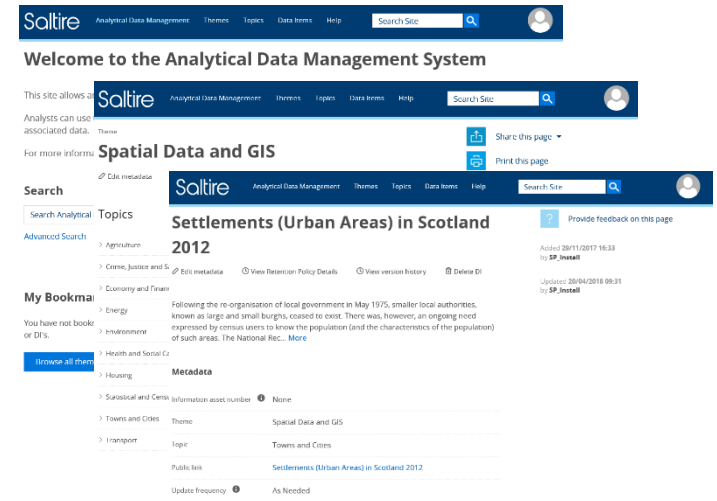 Saltire Analytical Data Management Themes Topics Data Items Help Search Site
Welcome to the Analytical Data Management System
This site allows
Analysts can use
associated data.
For more informa
Search
Search Analytical
Advanced Search
My Bookma
You have not book
or DI's.
Browse all them
Saltire Analytical Data Management Themes Topics Data Items Help Search Site
Theme
Spatial Data and GIS
Edit metadata
Share this page
Print this page
Topics
Agriculture
Crime, Justice and S
Economy and Finan
Energy
Environment
Health and Social Ca
Housing
Statistical and Censu
Towns and Cities
Transport
Saltire Analytical Data Management Themes Topics Data Items Help Search Site
Settlements (Urban Areas) in Scotland
2012
Edit metadata View Retention Policy Details View version history Delete DI
? Provide feedback on this page
Added 29/11/2017 16:33
by SP_Install
Updated 20/04/2018 09:31
by SP_Install
Following the re-organisation of local government in May 1975, smaller local authorities,
known as large and small burghs, ceased to exist. There was, however, an ongoing need
expressed by census users to know the population (and the characteristics of the population)
of such areas. The National Rec... More
Metadata
Information asset number None
Theme Spatial Data and GIS
Topic Towns and Cities
Public link Settlements (Urban Areas) in Scotland 2012
Update frequency As Needed